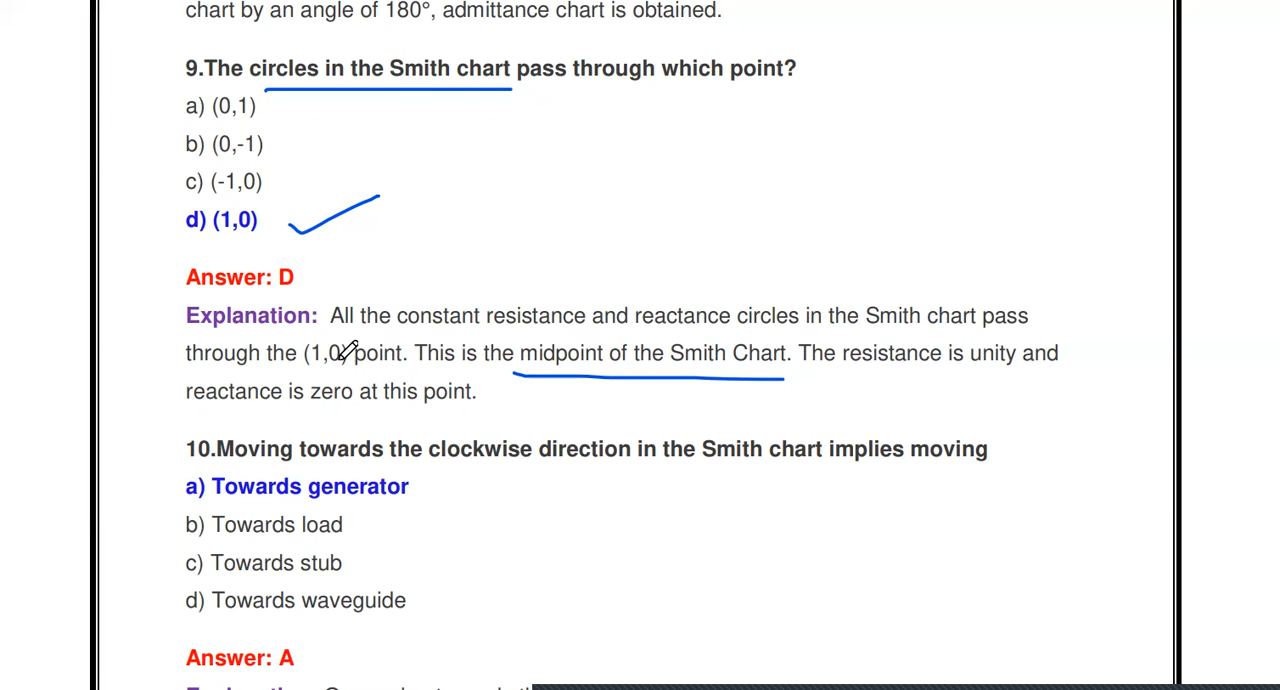 chart by an angle of 180°, admittance chart is obtained.
9.The circles in the Smith chart pass through which point?
a) (0,1)
b) (0,-1)
c) (-1,0)
d) (1,0)
Answer: D
Explanation: All the constant resistance and reactance circles in the Smith chart pass
through the (1,0) point. This is the midpoint of the Smith Chart. The resistance is unity and
reactance is zero at this point.
10.Moving towards the clockwise direction in the Smith chart implies moving
a) Towards generator
b) Towards load
c) Towards stub
d) Towards waveguide
Answer: A